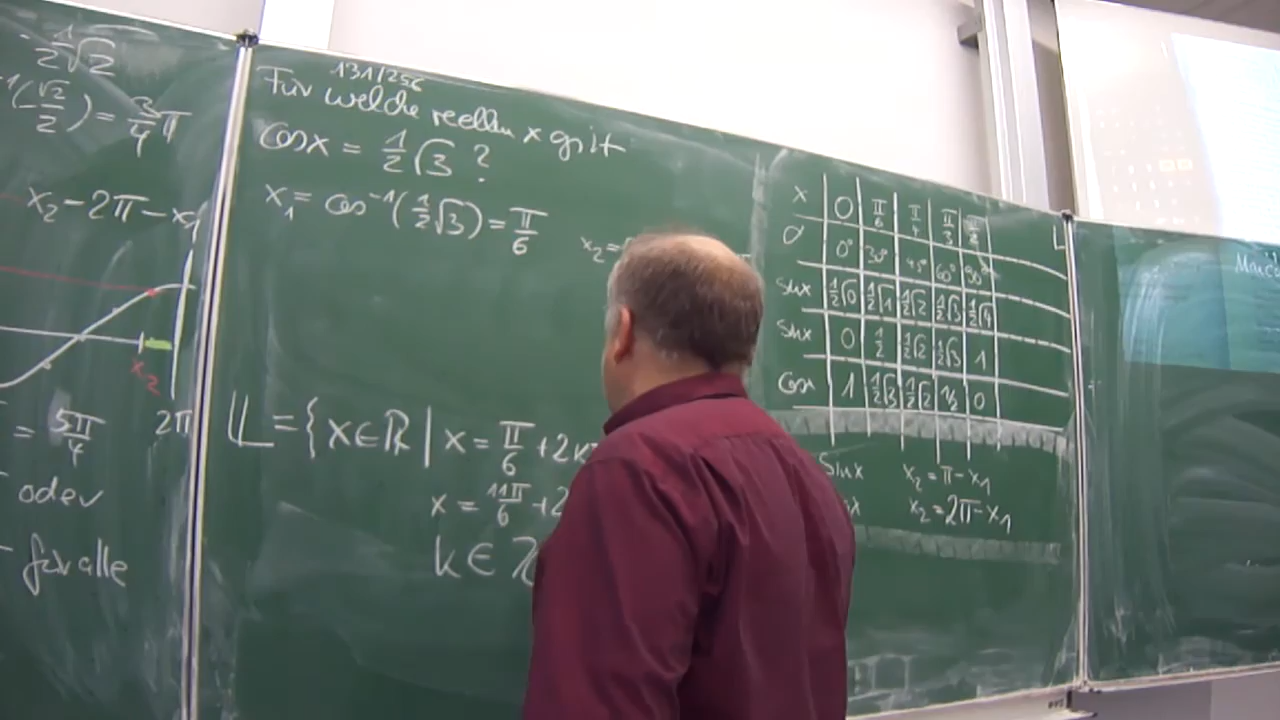 1/2 √2
(√2/2) = 3/4 π
x₂ - 2π - x₁
x₂
= 5π/4
2π
oder
für alle
131/256
Für welche reellen x gilt
cos x = 1/2 √3 ?
x₁ = cos⁻¹(1/2 √3) = π/6
x₂ =
𝕃 = {x ∈ ℝ | x = π/6 + 2k
x = 11π/6 + 2
k ∈ ℤ
x 0 π/6 π/4 π/3 π/2
0° 30° 45° 60° 90°
sin x 1/2 √0 1/2 √1 1/2 √2 1/2 √3 1/2 √4
sin x 0 1/2 1/2 √2 1/2 √3 1
cos x 1 1/2 √3 1/2 √2 1/2 0
sin x x₂ = π - x₁
x x₂ = 2π - x₁
L